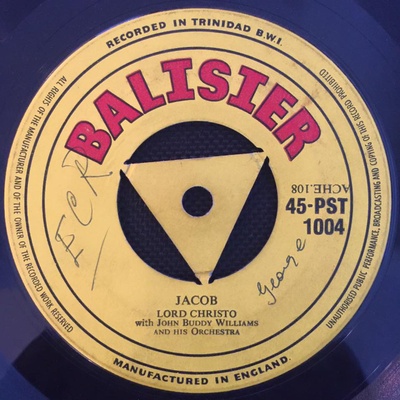 RECORDED IN TRINIDAD B.W.I.
BALISIER
ALL RIGHTS OF THE MANUFACTURER AND OF THE OWNER OF THE RECORDED WORK RESERVED
UNAUTHORISED PUBLIC PERFORMANCE, BROADCASTING AND COPYING OF THIS RECORD PROHIBITED
ACHE.108
45-PST
1004
George
JACOB
LORD CHRISTO
with JOHN BUDDY WILLIAMS
AND HIS ORCHESTRA
MANUFACTURED IN ENGLAND.